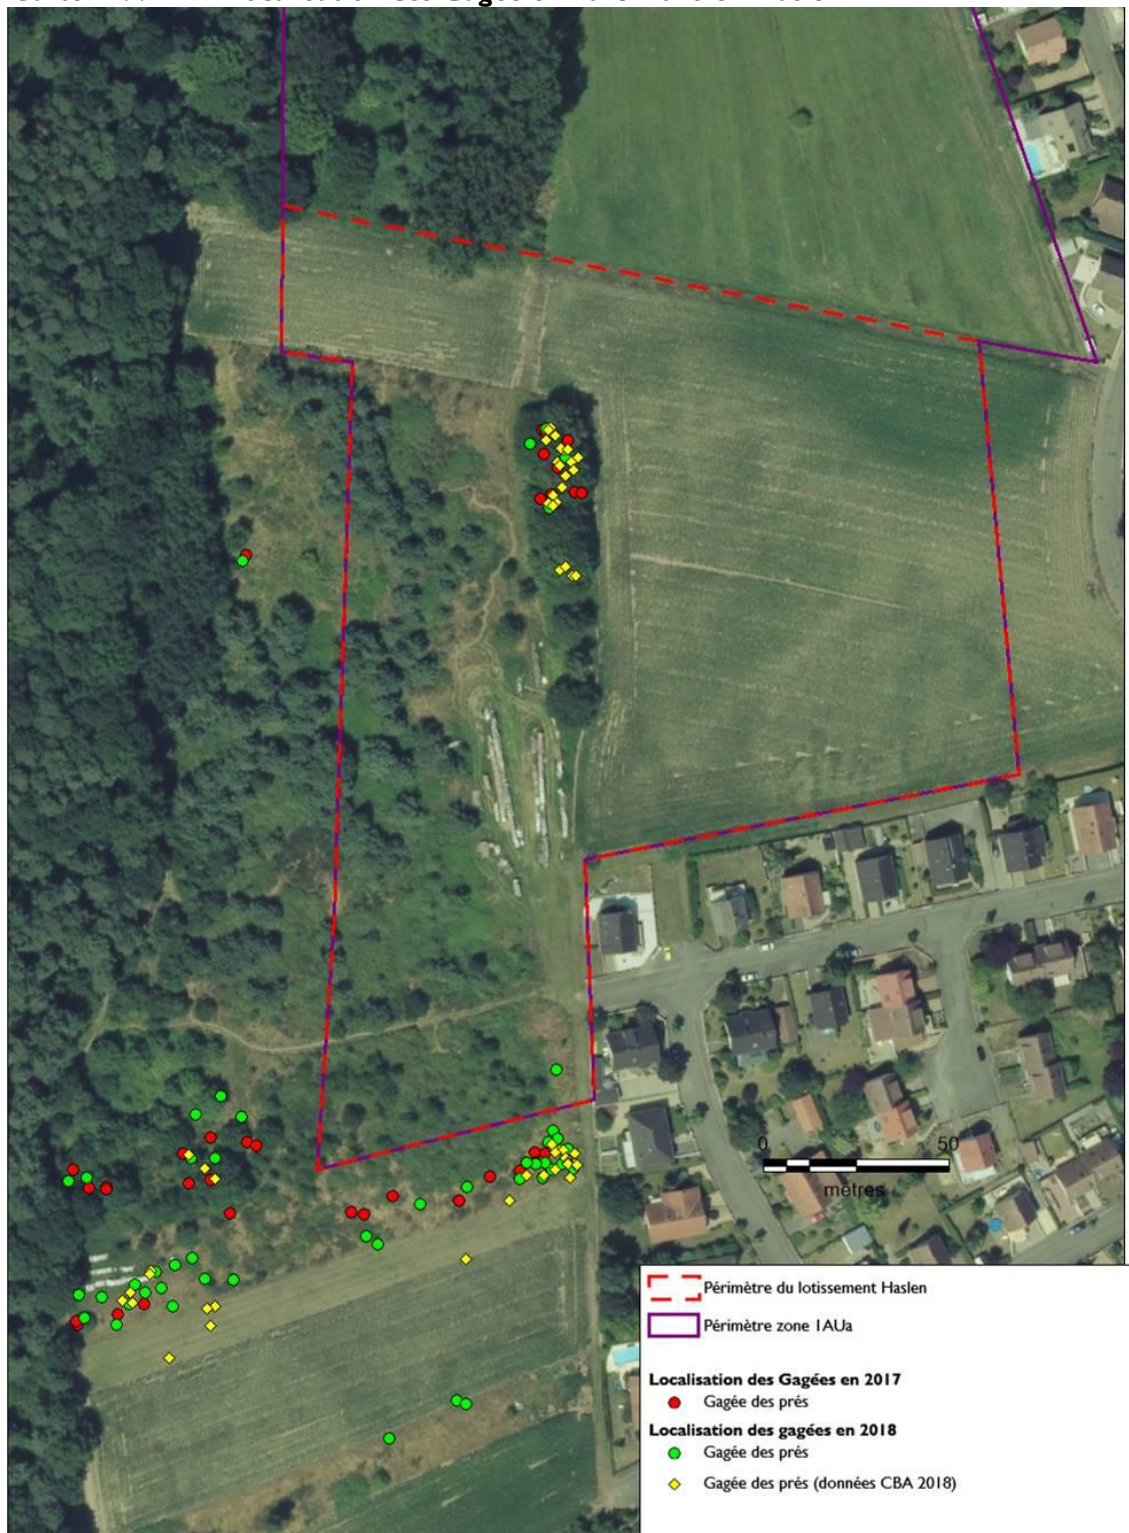 0 50
mètres
Périmètre du lotissement Haslen
Périmètre zone 1AUa
Localisation des Gagées en 2017
Gagée des prés
Localisation des gagées en 2018
Gagée des prés
Gagée des prés (données CBA 2018)